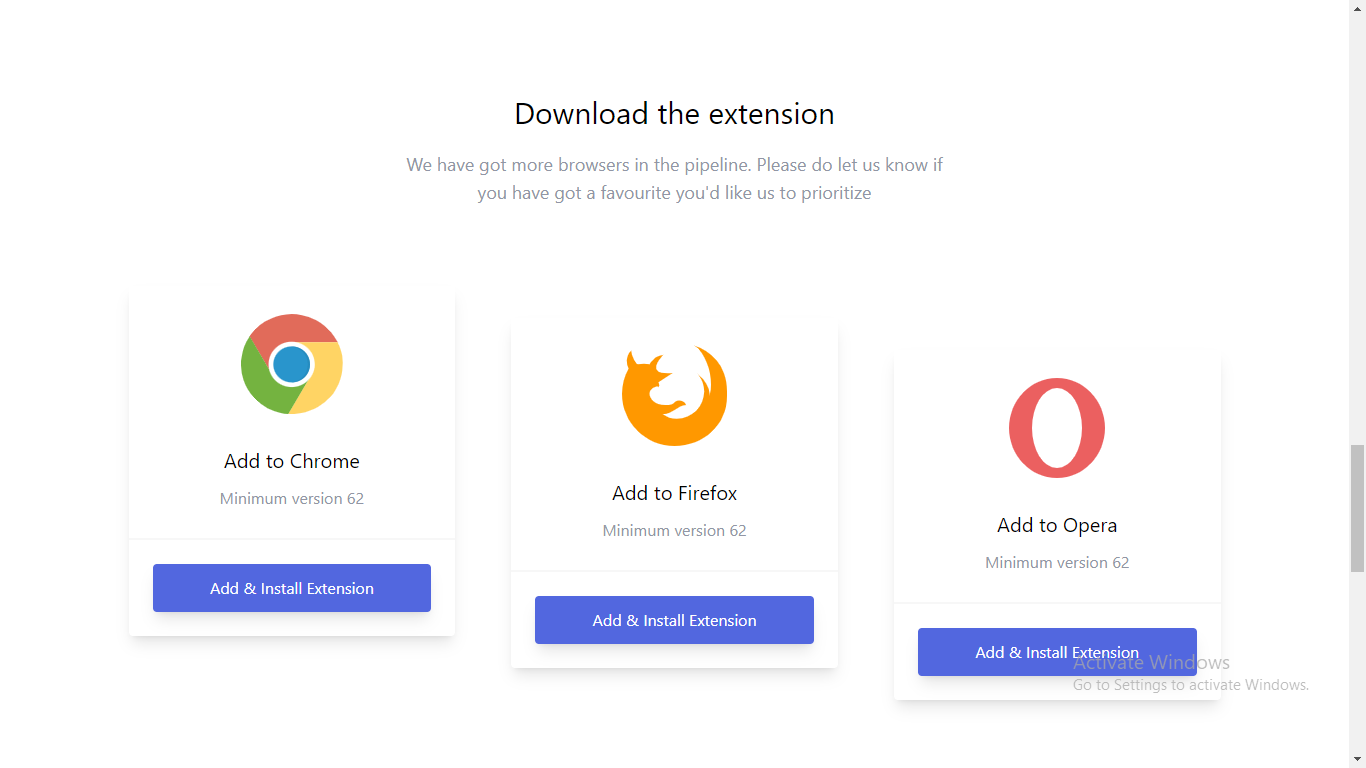 Download the extension
We have got more browsers in the pipeline. Please do let us know if
you have got a favourite you'd like us to prioritize
Add to Chrome
Minimum version 62
Add & Install Extension
Add to Firefox
Minimum version 62
Add & Install Extension
Add to Opera
Minimum version 62
Add & Install Extension
Activate Windows
Go to Settings to activate Windows.